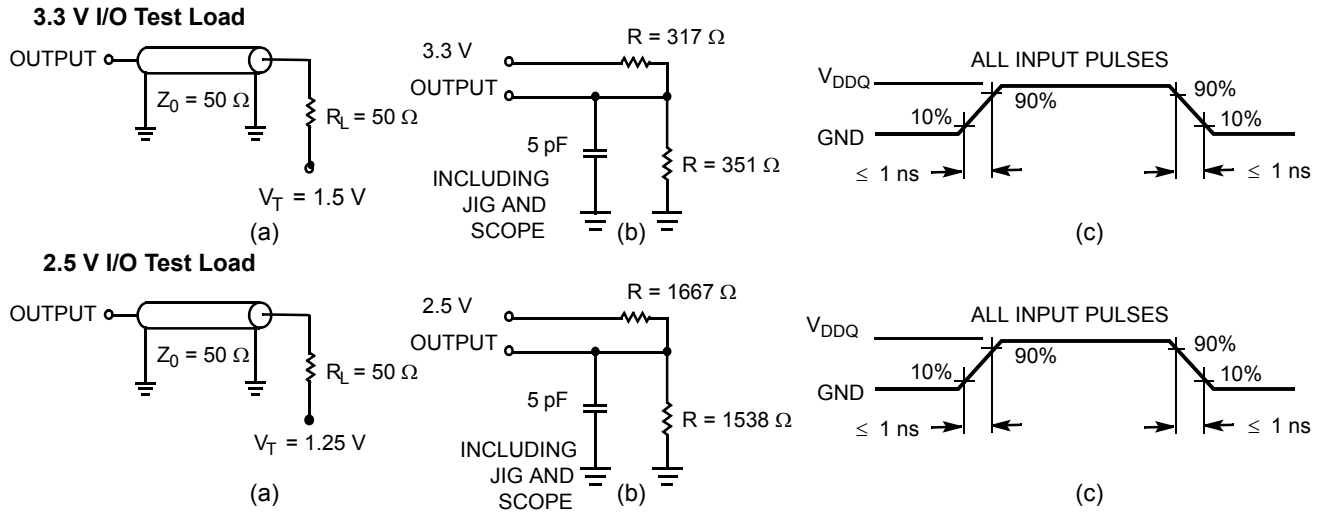 3.3 V I/O Test Load
OUTPUT
Z0 = 50 Ω
RL = 50 Ω
VT = 1.5 V
(a)
3.3 V
OUTPUT
R = 317 Ω
5 pF
INCLUDING
JIG AND
SCOPE
R = 351 Ω
(b)
ALL INPUT PULSES
VDDQ
GND
10%
90%
90%
10%
≤ 1 ns
≤ 1 ns
(c)
2.5 V I/O Test Load
OUTPUT
Z0 = 50 Ω
RL = 50 Ω
VT = 1.25 V
(a)
2.5 V
OUTPUT
R = 1667 Ω
5 pF
INCLUDING
JIG AND
SCOPE
R = 1538 Ω
(b)
ALL INPUT PULSES
VDDQ
GND
10%
90%
90%
10%
≤ 1 ns
≤ 1 ns
(c)